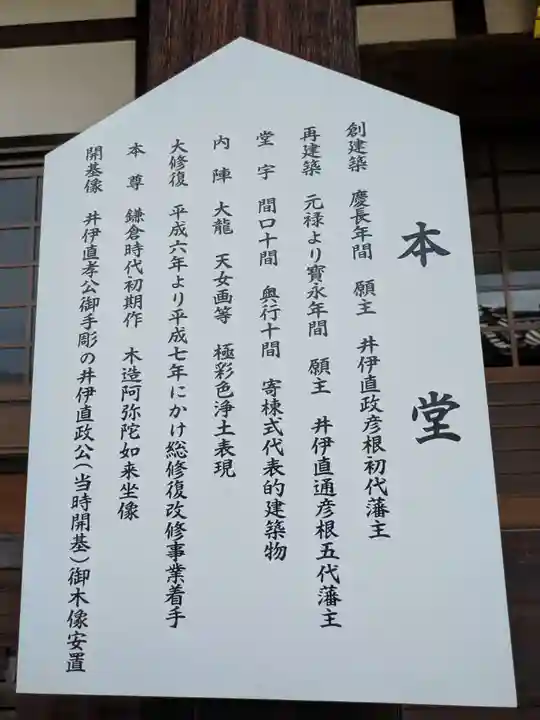 本堂
創建築 慶長年間 願主 井伊直政彦根初代藩主
再建築 元禄より寳永年間 願主 井伊直通彦根五代藩主
堂宇 間口十間 奥行十間 寄棟式代表的建築物
内陣 大龍 天女画等 極彩色浄土表現
大修復 平成六年より平成七年にかけ総修復改修事業着手
本尊 鎌倉時代初期作 木造阿弥陀如来坐像
開基像 井伊直孝公御手彫の井伊直政公(当時開基)御木像安置